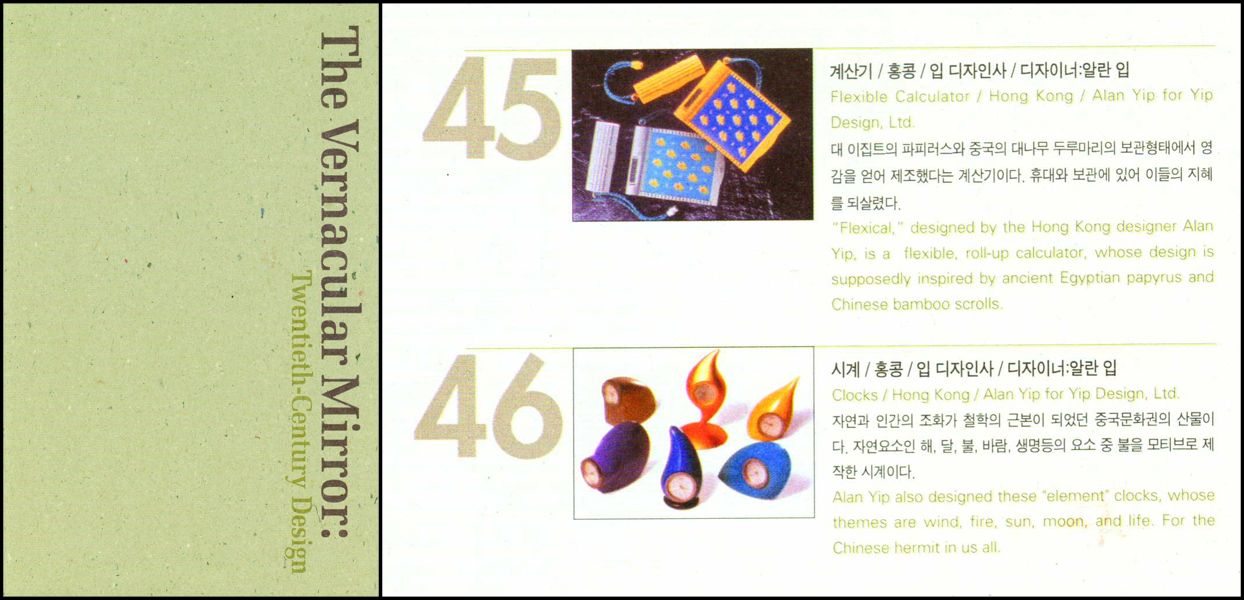 The Vernacular Mirror:
Twentieth-Century Design
45
계산기 / 홍콩 / 입 디자인사 / 디자이너:알란 입
Flexible Calculator / Hong Kong / Alan Yip for Yip
Design, Ltd.
대 이집트의 파피러스와 중국의 대나무 두루마리의 보관형태에서 영
감을 얻어 제조했다는 계산기이다. 휴대와 보관에 있어 이들의 지혜
를 되살렸다.
"Flexical," designed by the Hong Kong designer Alan
Yip, is a flexible, roll-up calculator, whose design is
supposedly inspired by ancient Egyptian papyrus and
Chinese bamboo scrolls.
46
시계 / 홍콩 / 입 디자인사 / 디자이너:알란 입
Clocks / Hong Kong / Alan Yip for Yip Design, Ltd.
자연과 인간의 조화가 철학의 근본이 되었던 중국문화권의 산물이
다. 자연요소인 해, 달, 불, 바람, 생명등의 요소 중 불을 모티브로 제
작한 시계이다.
Alan Yip also designed these "element" clocks, whose
themes are wind, fire, sun, moon, and life. For the
Chinese hermit in us all.